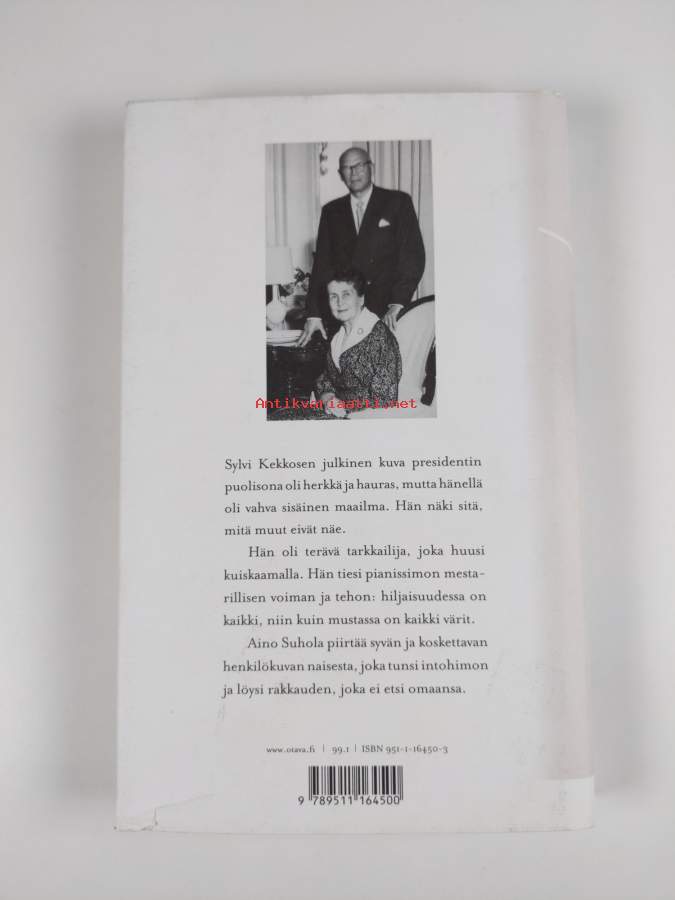 Antikvariaatti.net
Sylvi Kekkosen julkinen kuva presidentin
puolisona oli herkkä ja hauras, mutta hänellä
oli vahva sisäinen maailma. Hän näki sitä,
mitä muut eivät näe.
Hän oli terävä tarkkailija, joka huusi
kuiskaamalla. Hän tiesi pianissimon mesta-
rillisen voiman ja tehon: hiljaisuudessa on
kaikki, niin kuin mustassa on kaikki värit.
Aino Suhola piirtää syvän ja koskettavan
henkilökuvan naisesta, joka tunsi intohimon
ja löysi rakkauden, joka ei etsi omaansa.
www.otava.fi | 99.1 | ISBN 951-1-16450-3
9 789511 164500